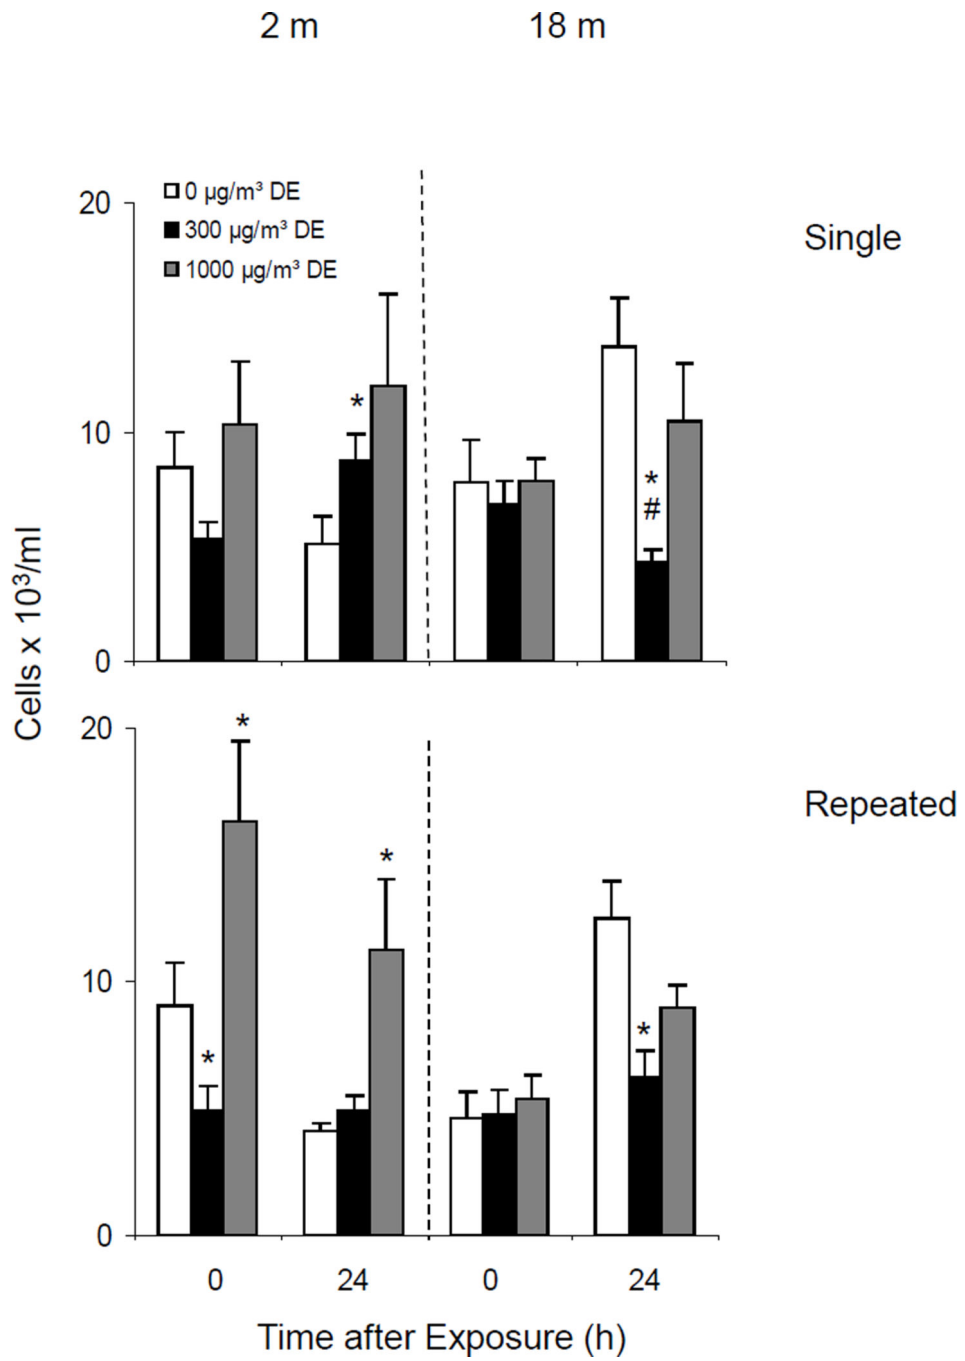 2 m 18 m
0 µg/m³ DE
300 µg/m³ DE
1000 µg/m³ DE
Single
20
10
0
*
*
#
Cells x 10³/ml
Repeated
20
10
0
*
*
*
*
0 24 0 24
Time after Exposure (h)